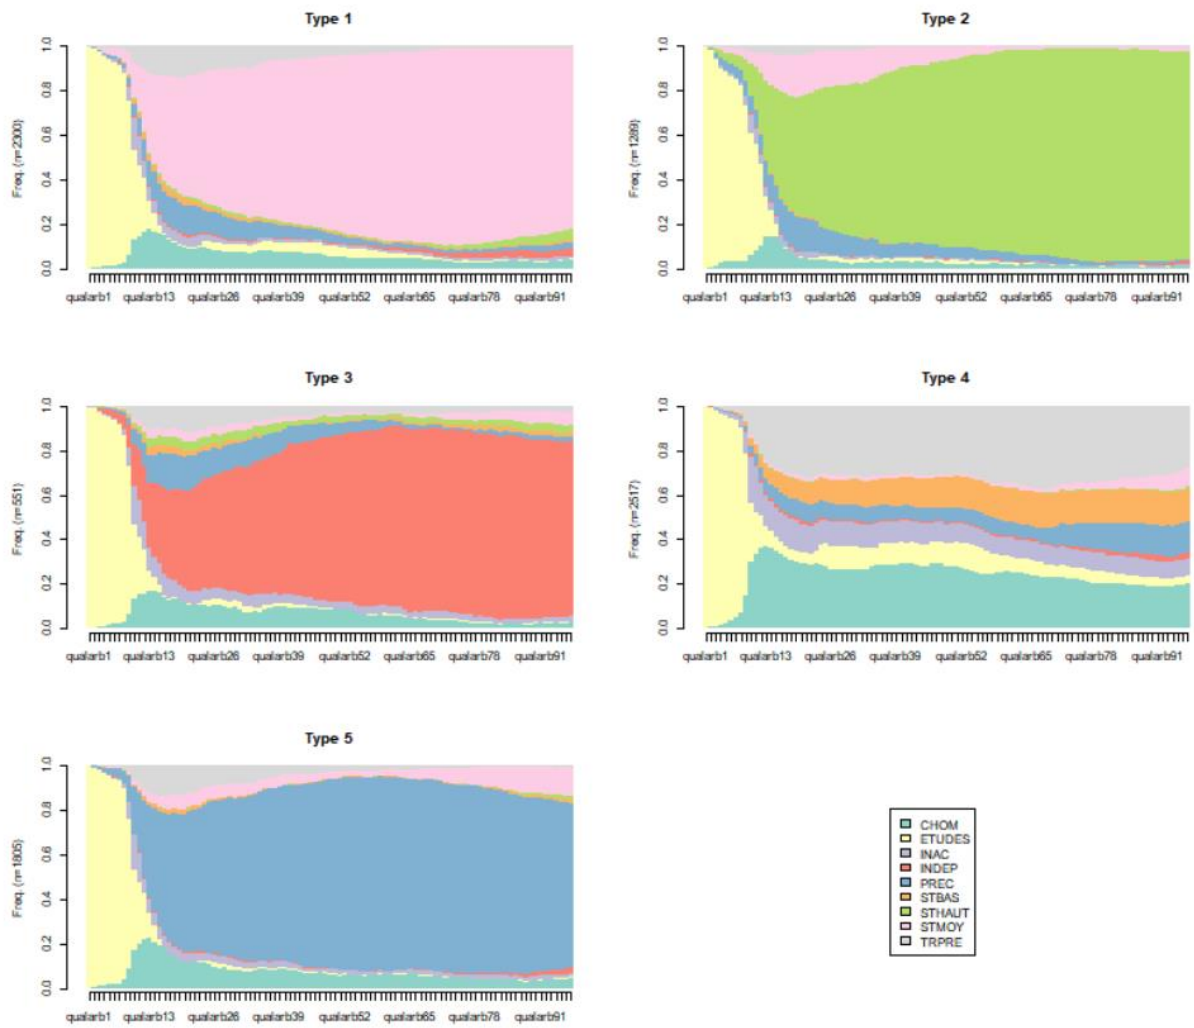 Type 1
Freq. (n=2300)
0.0 0.2 0.4 0.6 0.8 1.0
qualarb1 qualarb13 qualarb26 qualarb39 qualarb52 qualarb65 qualarb78 qualarb91
Type 2
Freq. (n=1289)
0.0 0.2 0.4 0.6 0.8 1.0
qualarb1 qualarb13 qualarb26 qualarb39 qualarb52 qualarb65 qualarb78 qualarb91
Type 3
Freq. (n=551)
0.0 0.2 0.4 0.6 0.8 1.0
qualarb1 qualarb13 qualarb26 qualarb39 qualarb52 qualarb65 qualarb78 qualarb91
Type 4
Freq. (n=2517)
0.0 0.2 0.4 0.6 0.8 1.0
qualarb1 qualarb13 qualarb26 qualarb39 qualarb52 qualarb65 qualarb78 qualarb91
Type 5
Freq. (n=1805)
0.0 0.2 0.4 0.6 0.8 1.0
qualarb1 qualarb13 qualarb26 qualarb39 qualarb52 qualarb65 qualarb78 qualarb91
CHOM
ETUDES
INAC
INDEP
PREC
STBAS
STHAUT
STMOY
TRPRE